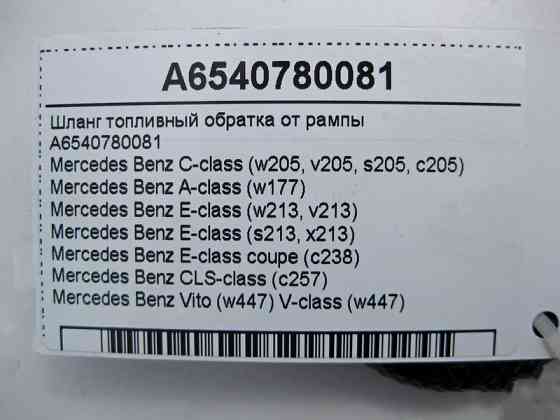 A6540780081
Шланг топливный обратка от рампы
A6540780081
Mercedes Benz C-class (w205, v205, s205, c205)
Mercedes Benz A-class (w177)
Mercedes Benz E-class (w213, v213)
Mercedes Benz E-class (s213, x213)
Mercedes Benz E-class coupe (c238)
Mercedes Benz CLS-class (c257)
Mercedes Benz Vito (w447) V-class (w447)